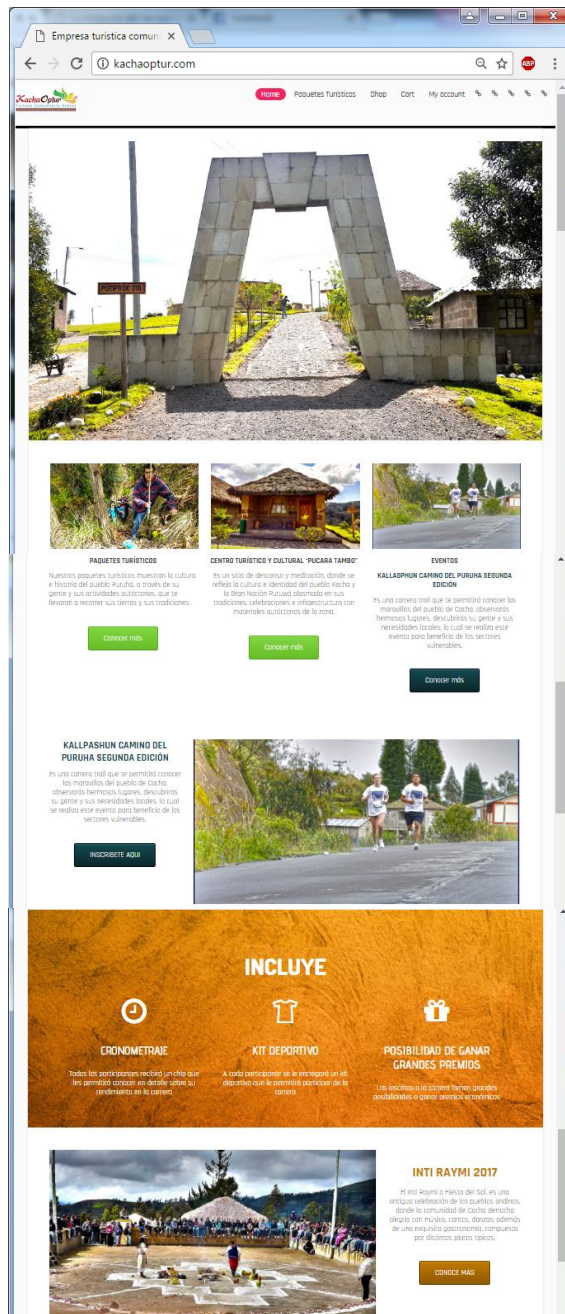 Empresa turistica comun
kachaoptur.com
ABP
KachaOptur
Home Paquetes Turísticos Shop Cart My account
PUERTA DE SOL
PAQUETES TURÍSTICOS
Nuestros paquetes turísticos muestran la cultura
e historia del pueblo Puruhá, a través de su
gente y sus actividades autóctonas, que te
llevaran a recorrer sus tierras y sus tradiciones.
Conocer más
CENTRO TURÍSTICO Y CULTURAL "PUCARA TAMBO"
Es un sitio de descanso y meditación, donde se
refleja la cultura e identidad del pueblo Kacha y
la Gran Nación Puruwá plasmada en sus
tradiciones, celebraciones e infraestructura con
materiales autóctonos de la zona.
Conocer más
EVENTOS
KALLASPHUN CAMINO DEL PURUHA SEGUNDA
EDICIÓN
Es una carrera trail que te permitirá conocer las
maravillas del pueblo de Cacha, observarás
hermosos lugares, descubrirás su gente y sus
necesidades locales, la cual se realiza este
evento para beneficio de los sectores
vulnerables.
Conocer más
KALLPASHUN CAMINO DEL
PURUHA SEGUNDA EDICIÓN
Es una carrera trail que te permitirá conocer
las maravillas del pueblo de Cacha,
observarás hermosos lugares, descubrirás
su gente y sus necesidades locales, la cual
se realiza este evento para beneficio de los
sectores vulnerables.
INSCRIBETE AQUI
INCLUYE
CRONOMETRAJE
Todos los participantes recibirá un chip que
les permitirá conocer en detalle sobre su
rendimiento en la carrera
KIT DEPORTIVO
A cada participante se le entregará un kit
deportivo que le permitirá participar de la
carrera
POSIBILIDAD DE GANAR
GRANDES PREMIOS
Los inscritos a la carrera tienen grandes
posibilidades a ganar premios económicos
INTI RAYMI 2017
El Inti Raymi o Fiesta del Sol, es una
antigua celebración de los pueblos andinos,
donde la comunidad de Cacha derrocha
alegría con música, cantos, danzas; además
de una exquisita gastronomía, compuesta
por distintos platos típicos.
CONOCE MÁS